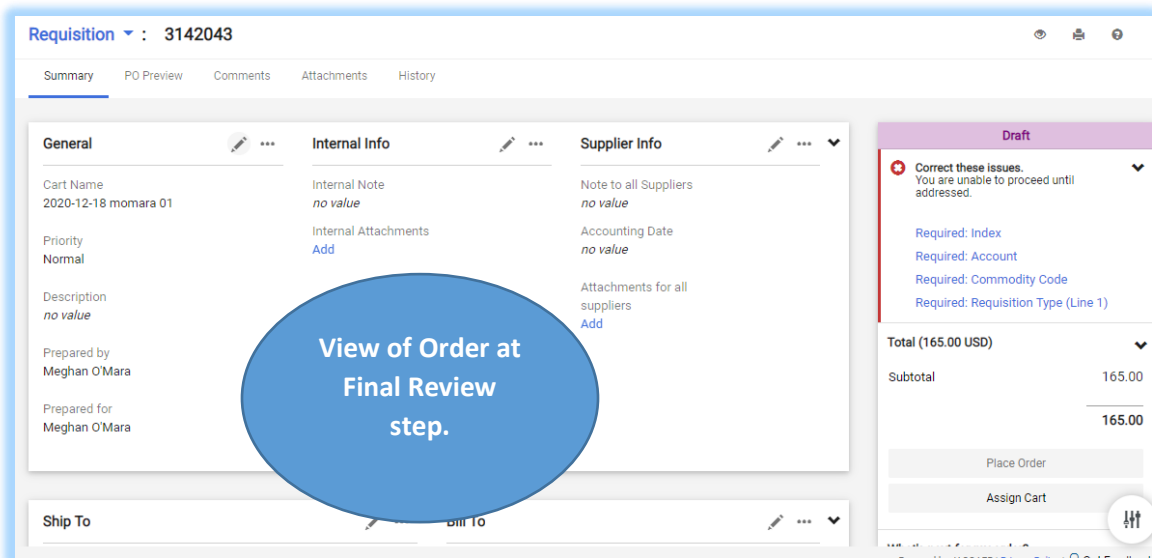 Requisition : 3142043
Summary PO Preview Comments Attachments History
General
Cart Name
2020-12-18 momara 01
Priority
Normal
Description
no value
Prepared by
Meghan O'Mara
Prepared for
Meghan O'Mara
Internal Info
Internal Note
no value
Internal Attachments
Add
Supplier Info
Note to all Suppliers
no value
Accounting Date
no value
Attachments for all
suppliers
Add
View of Order at
Final Review
step.
Ship To
Bill To
Draft
Correct these issues.
You are unable to proceed until
addressed.
Required: Index
Required: Account
Required: Commodity Code
Required: Requisition Type (Line 1)
Total (165.00 USD)
Subtotal 165.00
165.00
Place Order
Assign Cart